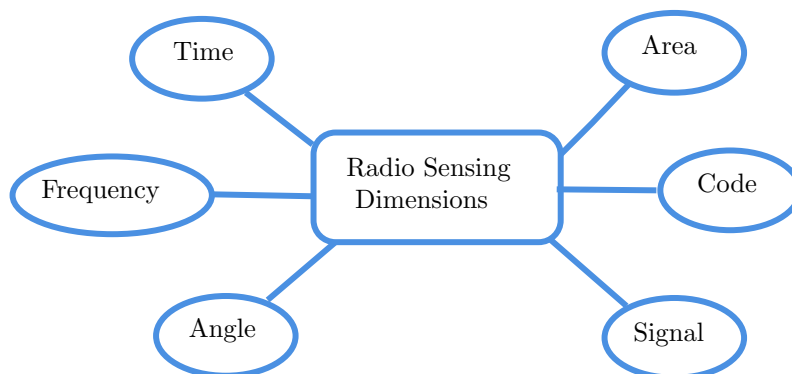 Time
Area
Radio Sensing
Dimensions
Frequency
Code
Angle
Signal